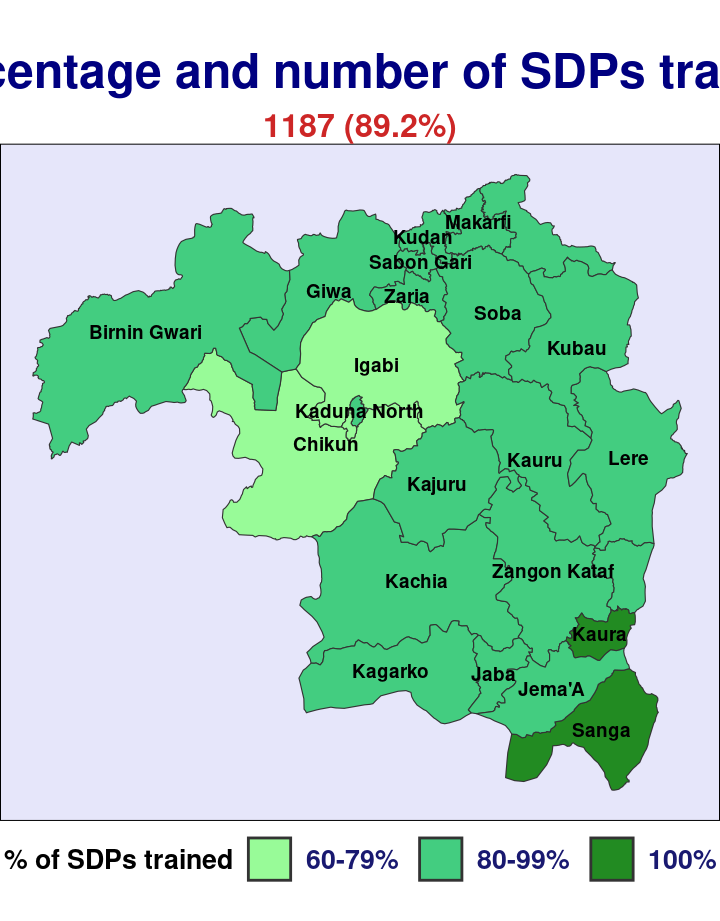 centage and number of SDPs tra
1187 (89.2%)
Makarfi
Kudan
Sabon Gari
Giwa
Zaria
Soba
Birnin Gwari
Kubau
Igabi
Kaduna North
Chikun
Kauru
Lere
Kajuru
Zangon Kataf
Kachia
Kaura
Kagarko
Jaba
Jema'A
Sanga
% of SDPs trained 60-79% 80-99% 100%